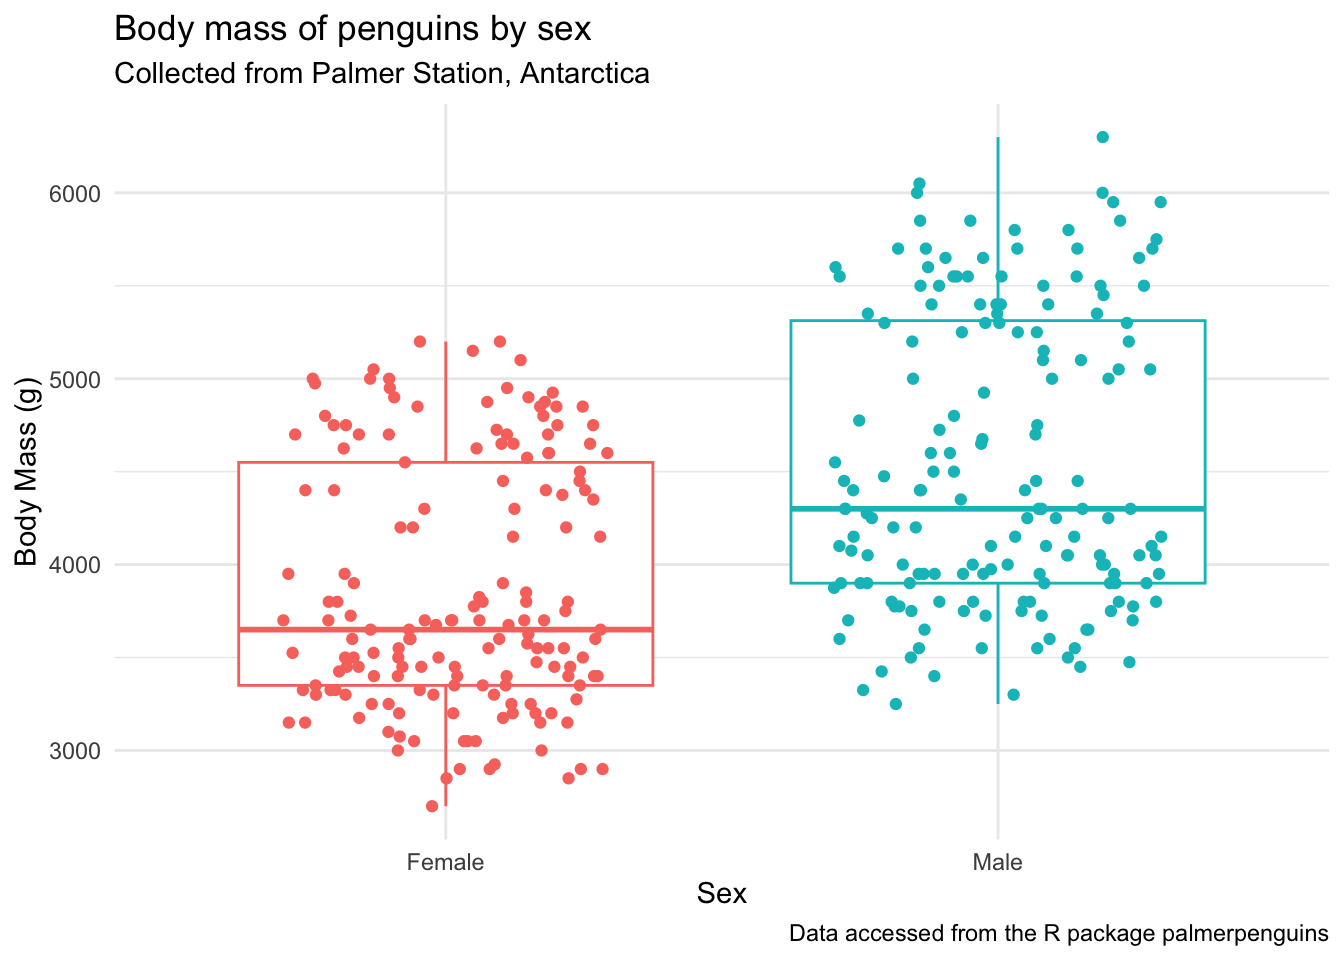 Body mass of penguins by sex
Collected from Palmer Station, Antarctica
Body Mass (g)
6000
5000
4000
3000
Female Male
Sex
Data accessed from the R package palmerpenguins